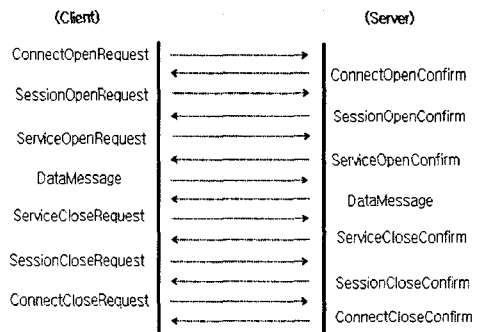 (Client)
(Server)
ConnectOpenRequest
ConnectOpenConfirm
SessionOpenRequest
SessionOpenConfirm
ServiceOpenRequest
ServiceOpenConfirm
DataMessage
DataMessage
ServiceCloseRequest
ServiceCloseConfirm
SessionCloseRequest
SessionCloseConfirm
ConnectCloseRequest
ConnectCloseConfirm